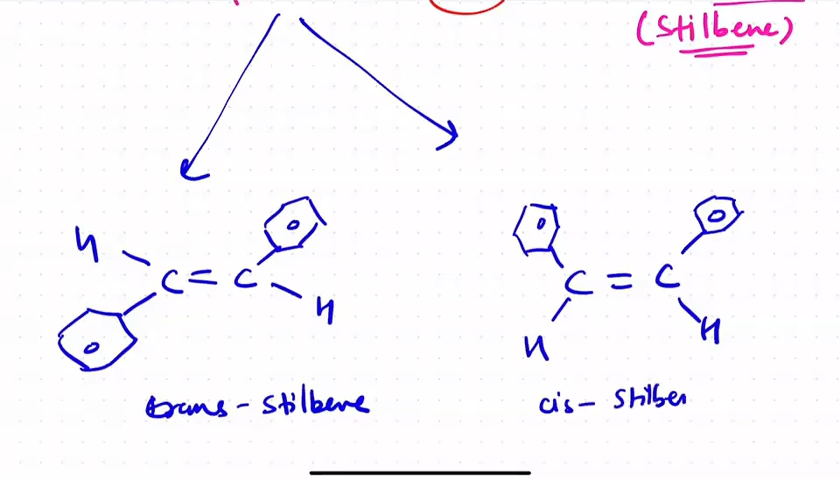 (Stilbene)
H
C = C
H
C = C
H
H
trans - stilbene
cis - Stilben